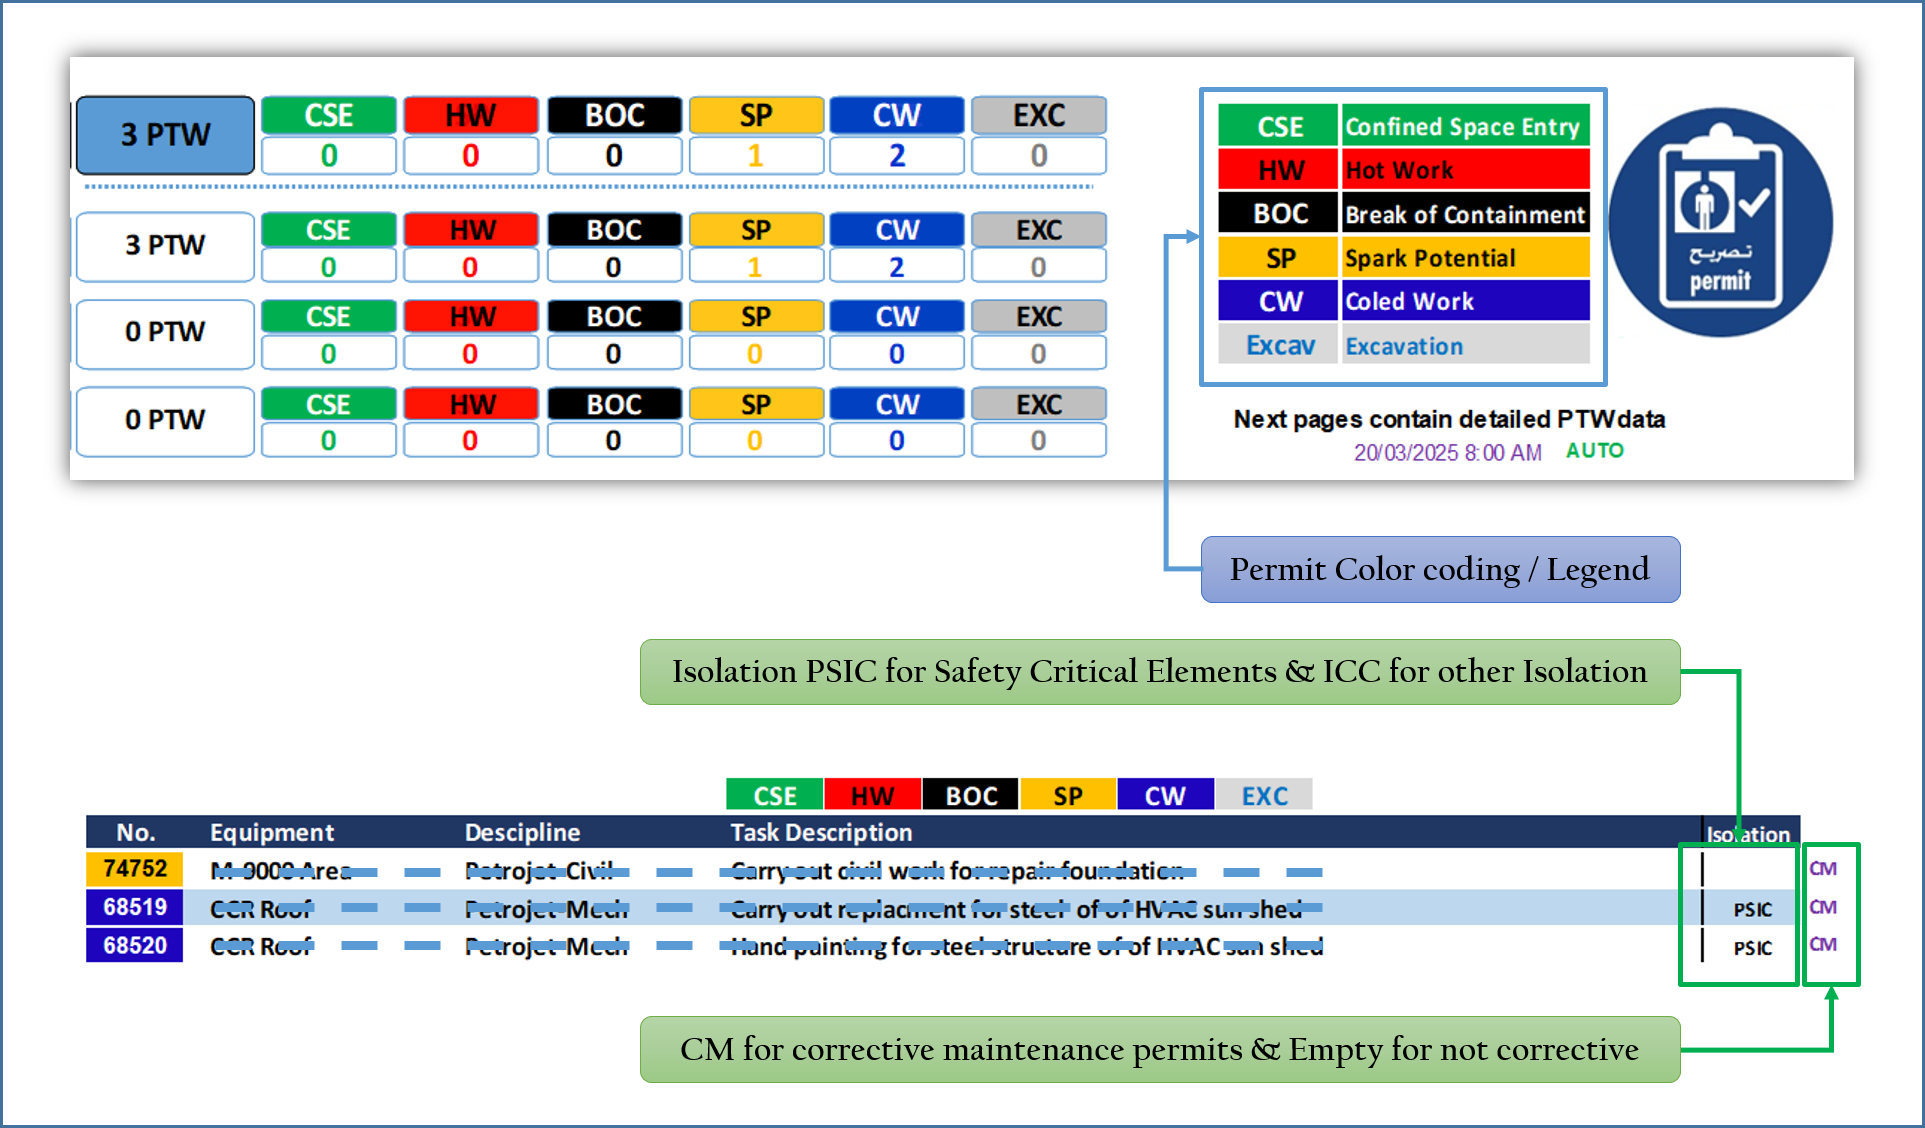 3 PTW CSE HW BOC SP CW EXC
0 0 0 1 2 0
3 PTW CSE HW BOC SP CW EXC
0 0 0 1 2 0
0 PTW CSE HW BOC SP CW EXC
0 0 0 0 0 0
0 PTW CSE HW BOC SP CW EXC
0 0 0 0 0 0
CSE Confined Space Entry
HW Hot Work
BOC Break of Containment
SP Spark Potential
CW Coled Work
Excav Excavation
تصريح
permit
Next pages contain detailed PTW data
20/03/2025 8:00 AM AUTO
Permit Color coding / Legend
Isolation PSIC for Safety Critical Elements & ICC for other Isolation
CSE HW BOC SP CW EXC
No. Equipment Descipline Task Description Isolation
74752 M-9000 Area Petrojet-Civil Carry out civil work for repair foundation CM
68519 CCR Roof Petrojet-Mech Carry out replacment for steel of of HVAC sun shed PSIC CM
68520 CCR Roof Petrojet-Mech Hand painting for steel structure of of HVAC sun shed PSIC CM
CM for corrective maintenance permits & Empty for not corrective